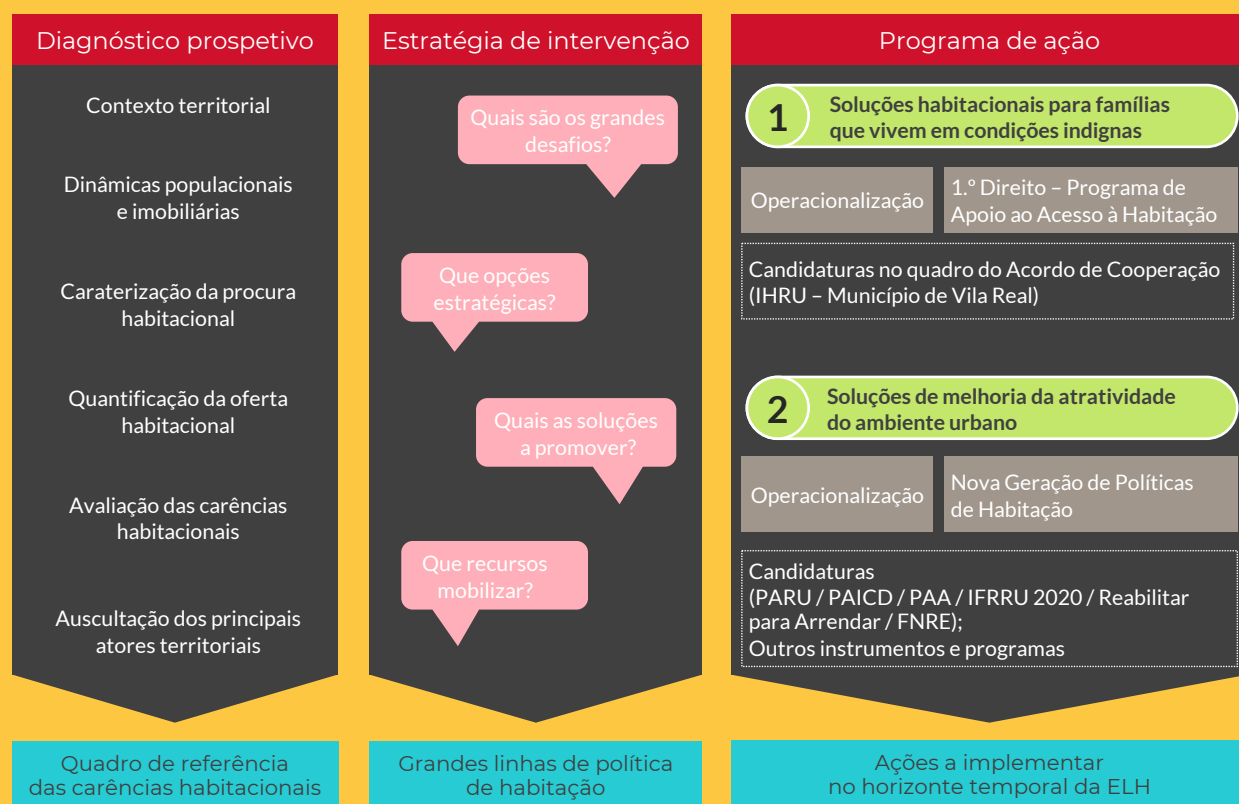 Diagnóstico prospetivo
Contexto territorial
Dinâmicas populacionais
e imobiliárias
Caraterização da procura
habitacional
Quantificação da oferta
habitacional
Avaliação das carências
habitacionais
Auscultação dos principais
atores territoriais
Quadro de referência
das carências habitacionais
Estratégia de intervenção
Quais são os grandes
desafios?
Que opções
estratégicas?
Quais as soluções
a promover?
Que recursos
mobilizar?
Grandes linhas de política
de habitação
Programa de ação
1
Soluções habitacionais para famílias
que vivem em condições indignas
Operacionalização
1.º Direito – Programa de
Apoio ao Acesso à Habitação
Candidaturas no quadro do Acordo de Cooperação
(IHRU – Município de Vila Real)
2
Soluções de melhoria da atratividade
do ambiente urbano
Operacionalização
Nova Geração de Políticas
de Habitação
Candidaturas
(PARU / PAICD / PAA / IFRRU 2020 / Reabilitar
para Arrendar / FNRE);
Outros instrumentos e programas
Ações a implementar
no horizonte temporal da ELH